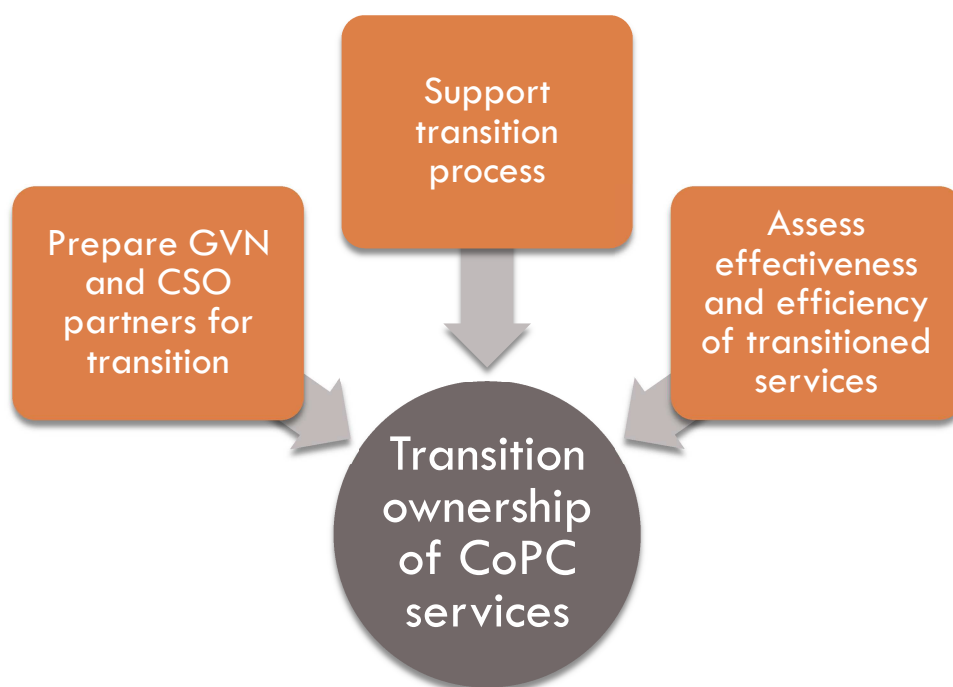 Support
transition
process
Prepare GVN
and CSO
partners for
transition
Assess
effectiveness
and efficiency
of transitioned
services
Transition
ownership
of CoPC
services